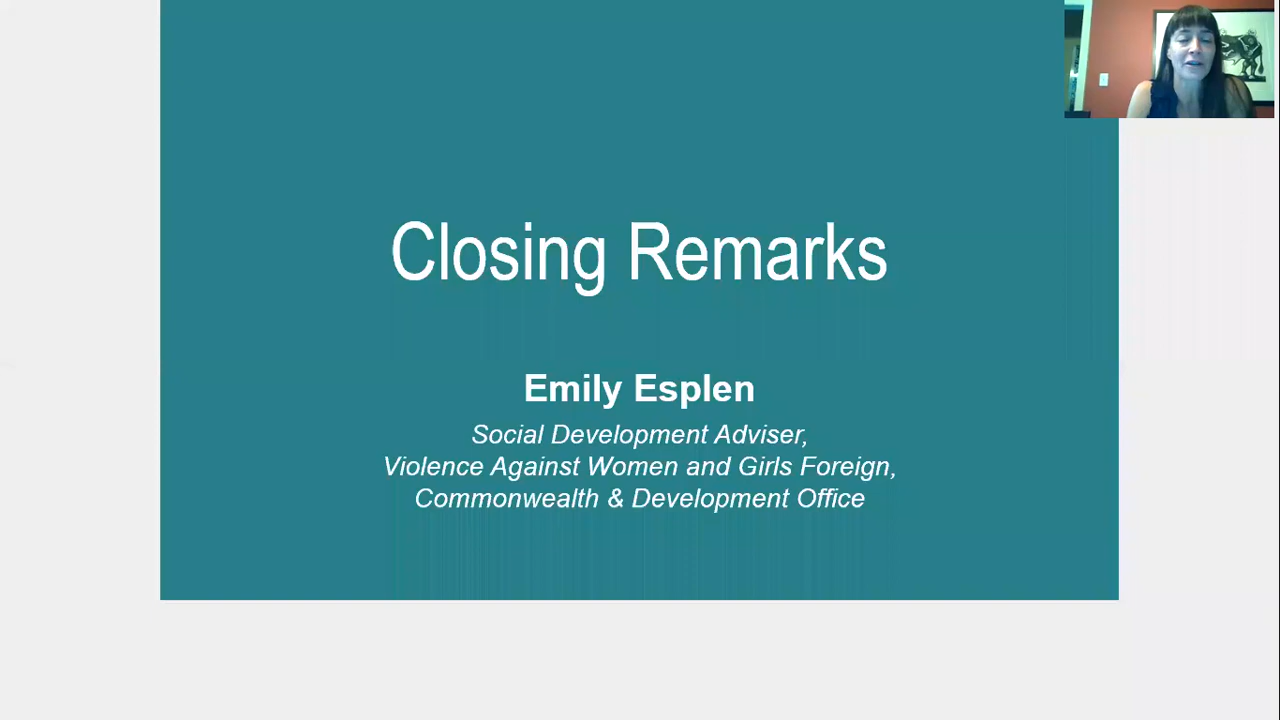 Closing Remarks
Emily Esplen
Social Development Adviser,
Violence Against Women and Girls Foreign,
Commonwealth & Development Office